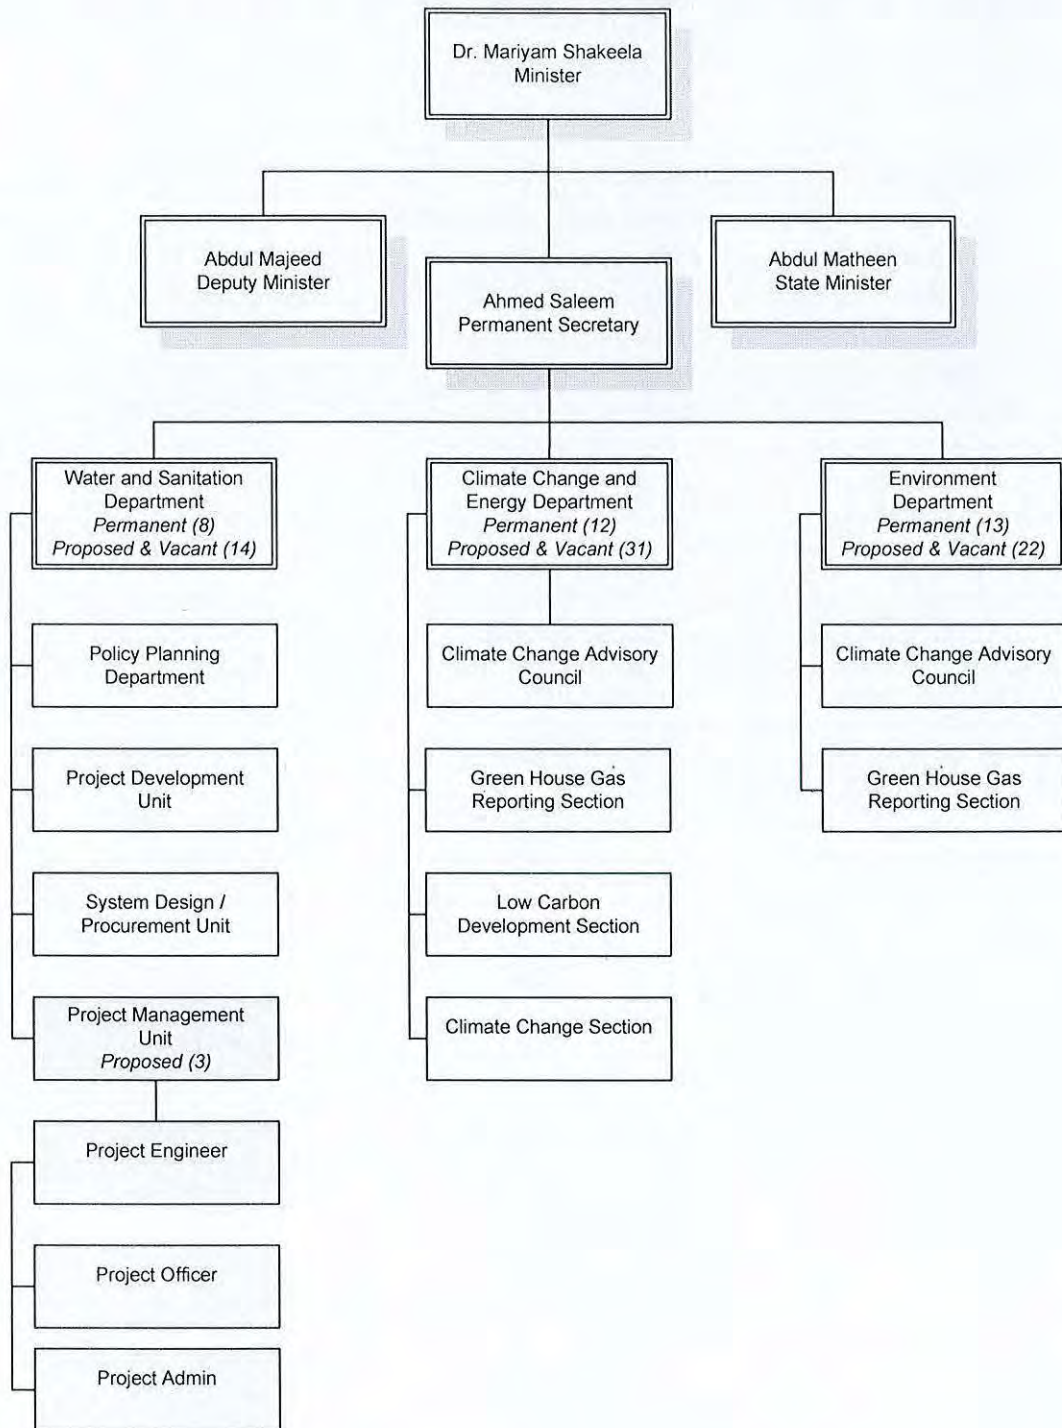 Dr. Mariyam Shakeela
Minister
Abdul Majeed
Deputy Minister
Ahmed Saleem
Permanent Secretary
Abdul Matheen
State Minister
Water and Sanitation
Department
Permanent (8)
Proposed & Vacant (14)
Climate Change and
Energy Department
Permanent (12)
Proposed & Vacant (31)
Environment
Department
Permanent (13)
Proposed & Vacant (22)
Policy Planning
Department
Climate Change Advisory
Council
Climate Change Advisory
Council
Project Development
Unit
Green House Gas
Reporting Section
Green House Gas
Reporting Section
System Design /
Procurement Unit
Low Carbon
Development Section
Project Management
Unit
Proposed (3)
Climate Change Section
Project Engineer
Project Officer
Project Admin